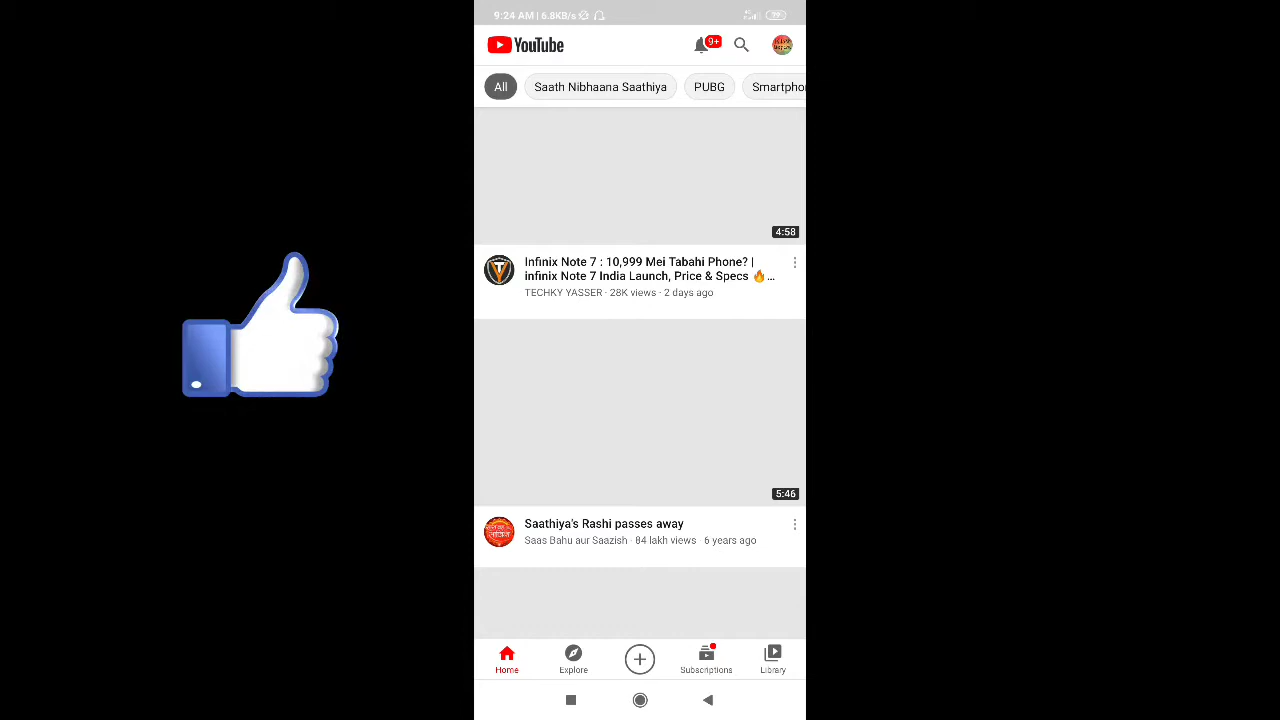 9:24 AM | 6.8KB/s
79
YouTube
9+
All
Saath Nibhaana Saathiya
PUBG
Smartpho
4:58
Infinix Note 7 : 10,999 Mei Tabahi Phone? |
infinix Note 7 India Launch, Price & Specs 🔥...
TECHKY YASSER · 28K views · 2 days ago
5:46
Saathiya's Rashi passes away
Saas Bahu aur Saazish · 84 lakh views · 6 years ago
Home
Explore
Subscriptions
Library